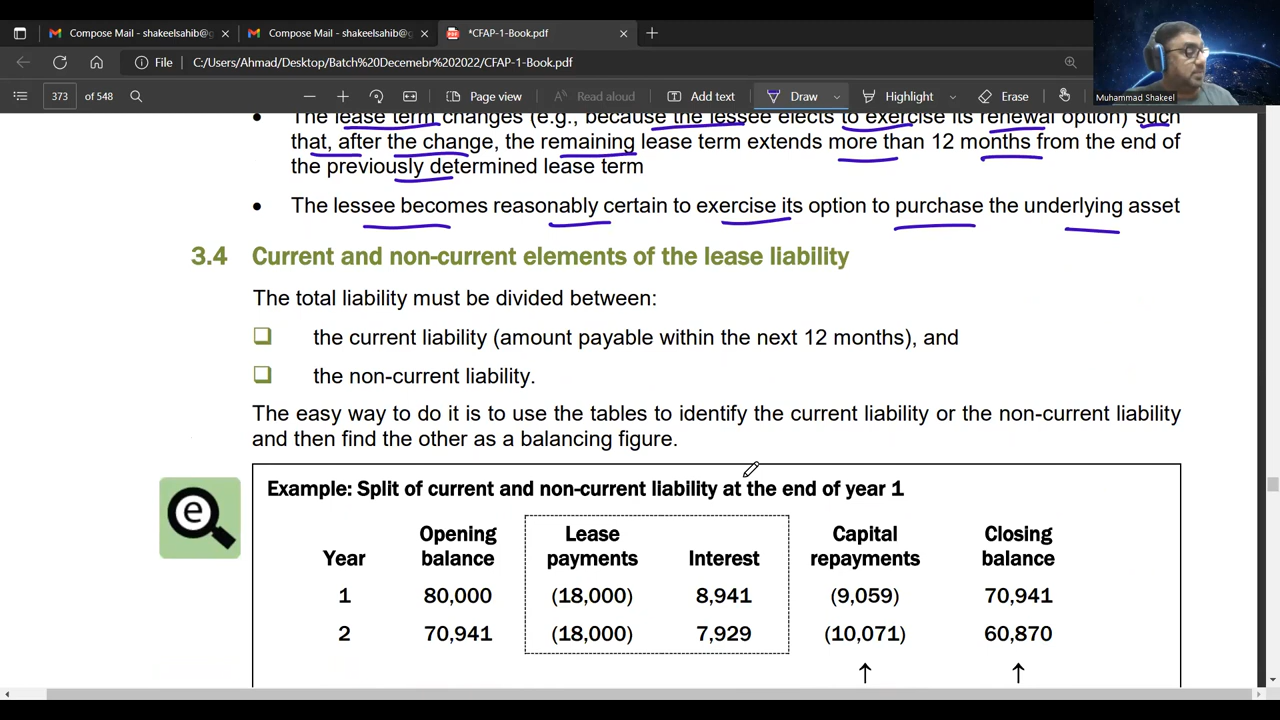 Compose Mail - shakeelsahib@g
Compose Mail - shakeelsahib@g
*CFAP-1-Book.pdf
File
C:/Users/Ahmad/Desktop/Batch%20Decemebr%202022/CFAP-1-Book.pdf
373 of 548
Page view
Read aloud
Add text
Draw
Highlight
Erase
Muhammad Shakeel
• The lease term changes (e.g., because the lessee elects to exercise its renewal option) such
that, after the change, the remaining lease term extends more than 12 months from the end of
the previously determined lease term
• The lessee becomes reasonably certain to exercise its option to purchase the underlying asset
3.4 Current and non-current elements of the lease liability
The total liability must be divided between:
❑ the current liability (amount payable within the next 12 months), and
❑ the non-current liability.
The easy way to do it is to use the tables to identify the current liability or the non-current liability
and then find the other as a balancing figure.
e
Example: Split of current and non-current liability at the end of year 1
Opening Lease Capital Closing
Year balance payments Interest repayments balance
1 80,000 (18,000) 8,941 (9,059) 70,941
2 70,941 (18,000) 7,929 (10,071) 60,870
↑ ↑